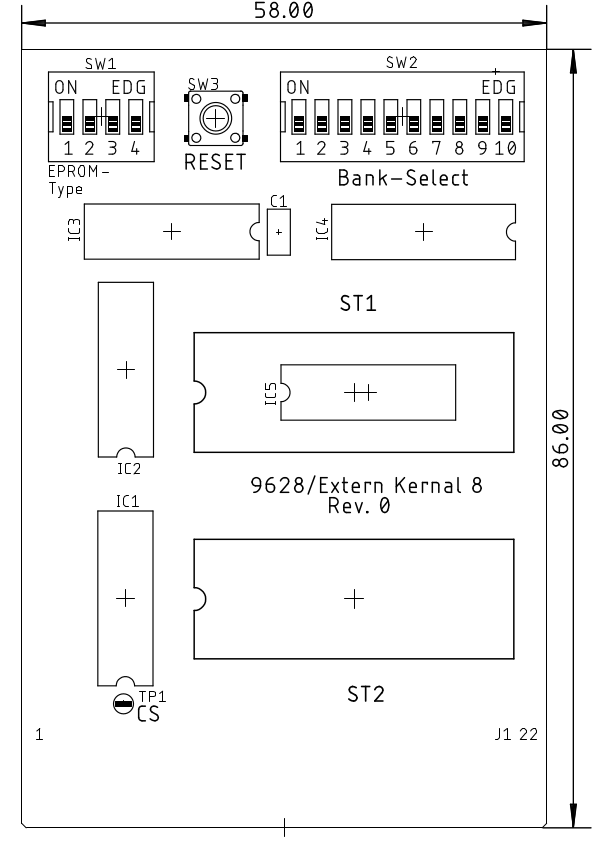 58.00
SW1
SW2
SW3
ON EDG
ON EDG
1 2 3 4
1 2 3 4 5 6 7 8 9 10
EPROM-
Type
RESET
Bank-Select
IC3
C1
IC4
ST1
IC5
86.00
IC2
9628/Extern Kernal 8
Rev. 0
IC1
ST2
TP1
CS
1
J1 22